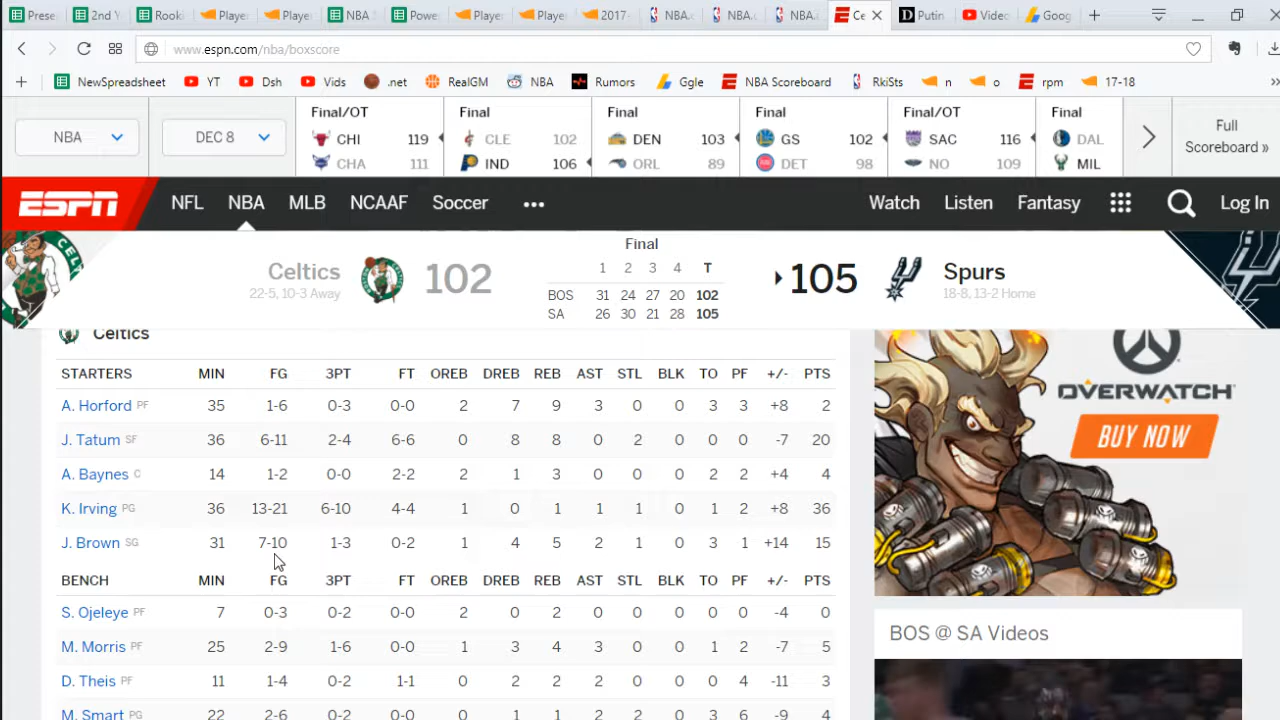 Prese 2nd Y Rooki Player Playe NBA Powe Player Player 2017- NBA. NBA. NBA. Ce Putin Video Goog
www.espn.com/nba/boxscore
NewSpreadsheet YT Dsh Vids .net RealGM NBA Rumors Ggle NBA Scoreboard RkiSts n o rpm 17-18
NBA DEC 8
Final/OT
CHI 119
CHA 111
Final
CLE 102
IND 106
Final
DEN 103
ORL 89
Final
GS 102
DET 98
Final/OT
SAC 116
NO 109
Final
DAL
MIL
Full
Scoreboard »
ESPN NFL NBA MLB NCAAF Soccer ••• Watch Listen Fantasy Log In
Celtics
22-5, 10-3 Away
102
Final
1 2 3 4 T
BOS 31 24 27 20 102
SA 26 30 21 28 105
105
Spurs
18-8, 13-2 Home
Celtics
STARTERS MIN FG 3PT FT OREB DREB REB AST STL BLK TO PF +/- PTS
A. Horford PF 35 1-6 0-3 0-0 2 7 9 3 0 0 3 3 +8 2
J. Tatum SF 36 6-11 2-4 6-6 0 8 8 0 2 0 0 0 -7 20
A. Baynes C 14 1-2 0-0 2-2 2 1 3 0 0 0 2 2 +4 4
K. Irving PG 36 13-21 6-10 4-4 1 0 1 1 1 0 1 2 +8 36
J. Brown SG 31 7-10 1-3 0-2 1 4 5 2 1 0 3 1 +14 15
BENCH MIN FG 3PT FT OREB DREB REB AST STL BLK TO PF +/- PTS
S. Ojeleye PF 7 0-3 0-2 0-0 2 0 2 0 0 0 0 0 -4 0
M. Morris PF 25 2-9 1-6 0-0 1 3 4 3 0 0 1 2 -7 5
D. Theis PF 11 1-4 0-2 1-1 0 2 2 2 0 0 0 4 -11 3
M. Smart PG 22 2-6 0-2 0-0 0 1 1 2 2 0 3 6 -9 4
OVERWATCH
BUY NOW
BOS @ SA Videos